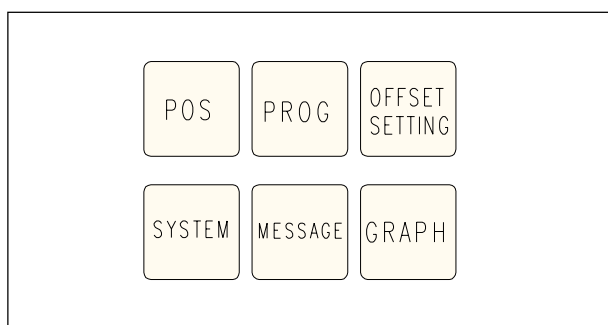 POS
PROG
OFFSET
SETTING
SYSTEM
MESSAGE
GRAPH